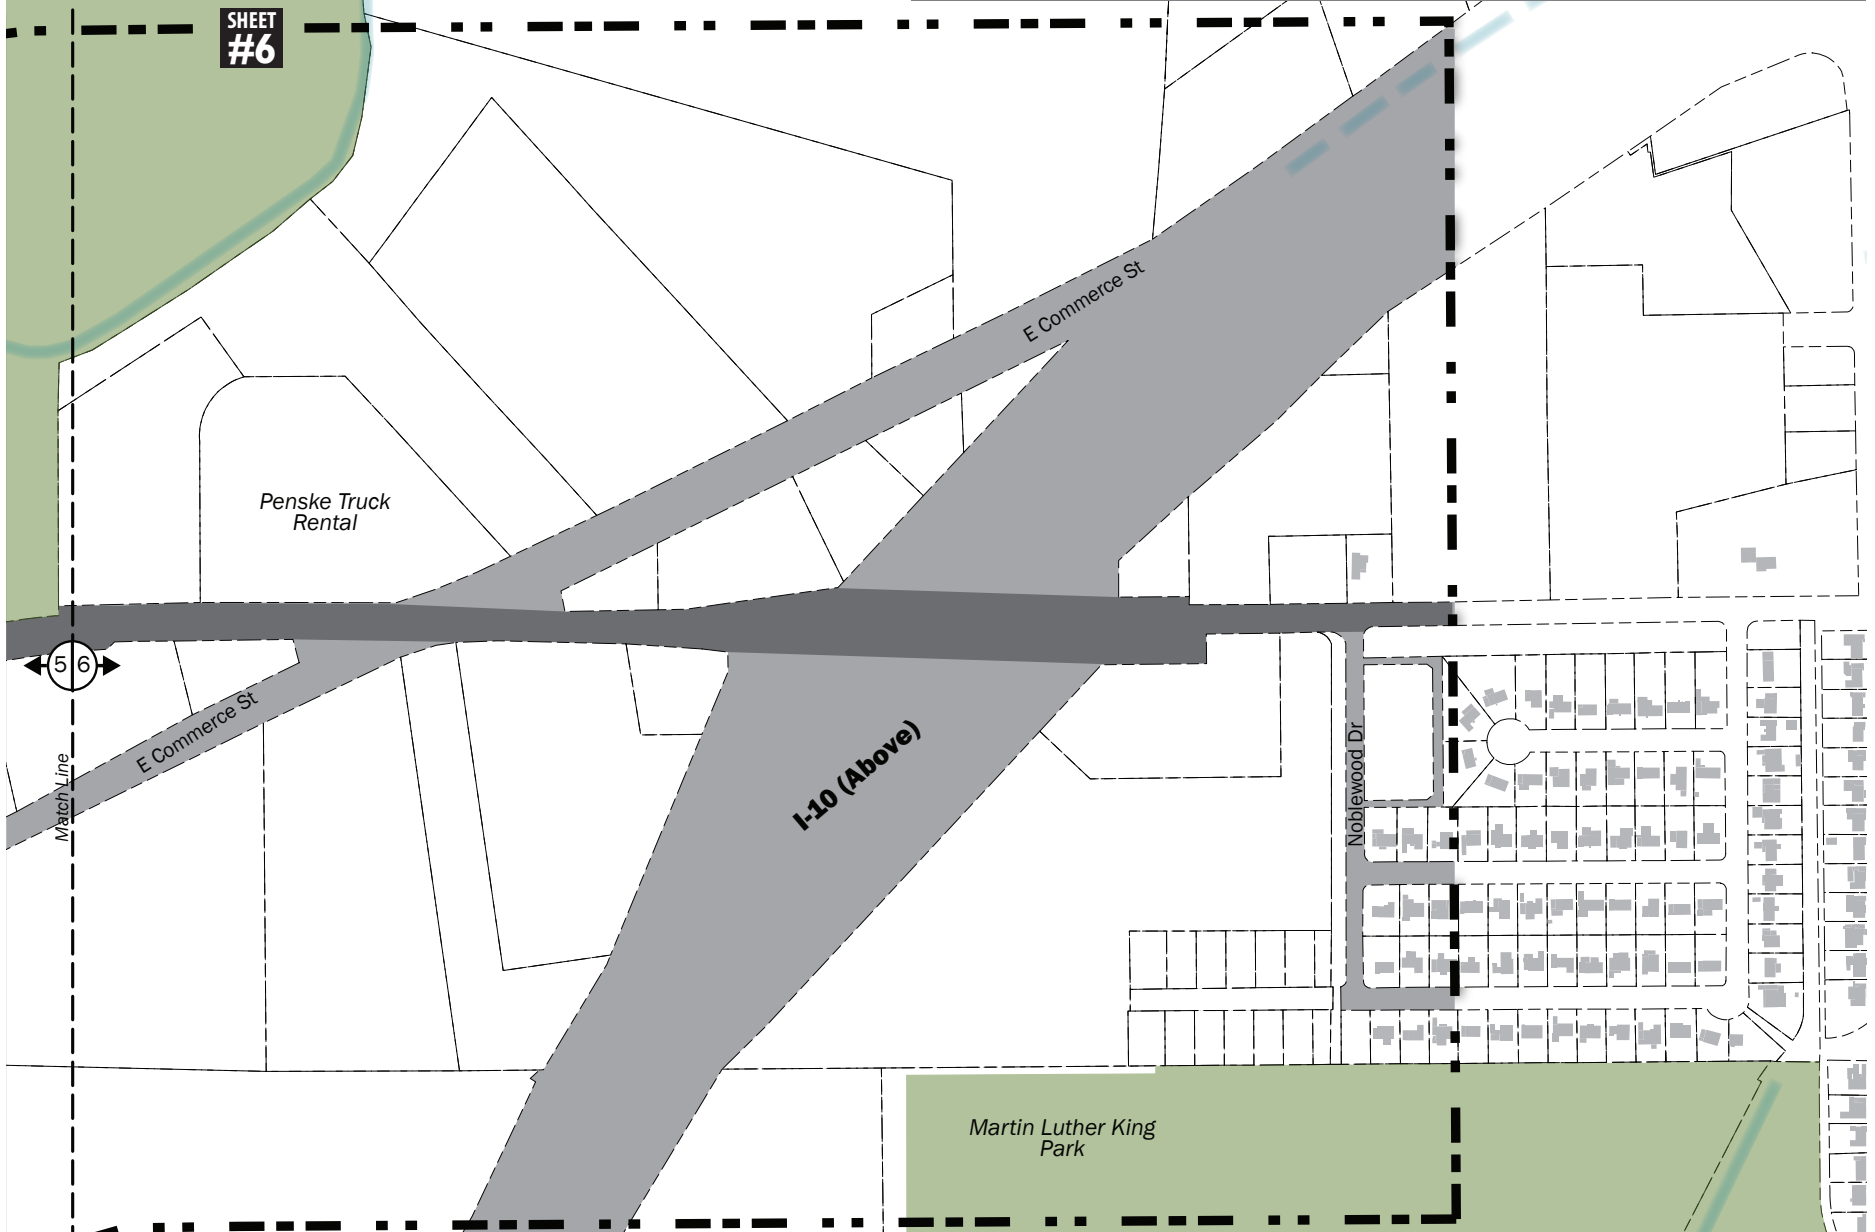 SHEET
#6
E Commerce St
Penske Truck
Rental
5 6
E Commerce St
Match Line
I-10 (Above)
Noblewood Dr
Martin Luther King
Park